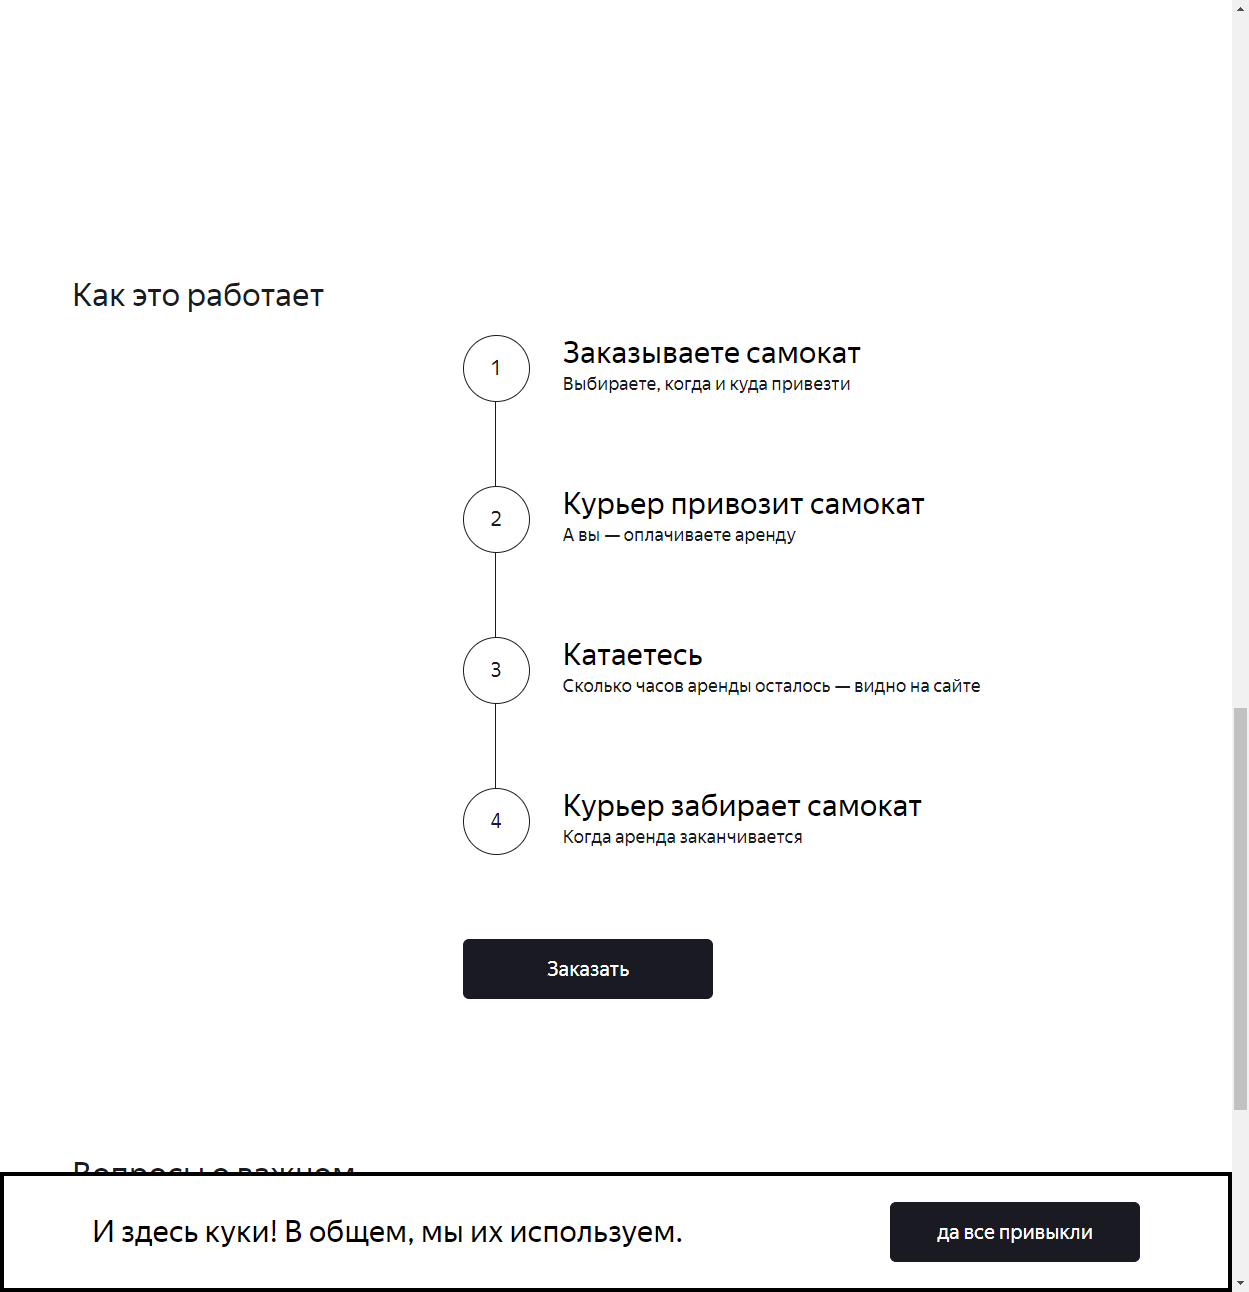 Как это работает
1
Заказываете самокат
Выбираете, когда и куда привезти
2
Курьер привозит самокат
А вы — оплачиваете аренду
3
Катаетесь
Сколько часов аренды осталось — видно на сайте
4
Курьер забирает самокат
Когда аренда заканчивается
Заказать
Вопросы о важном
И здесь куки! В общем, мы их используем.
да все привыкли